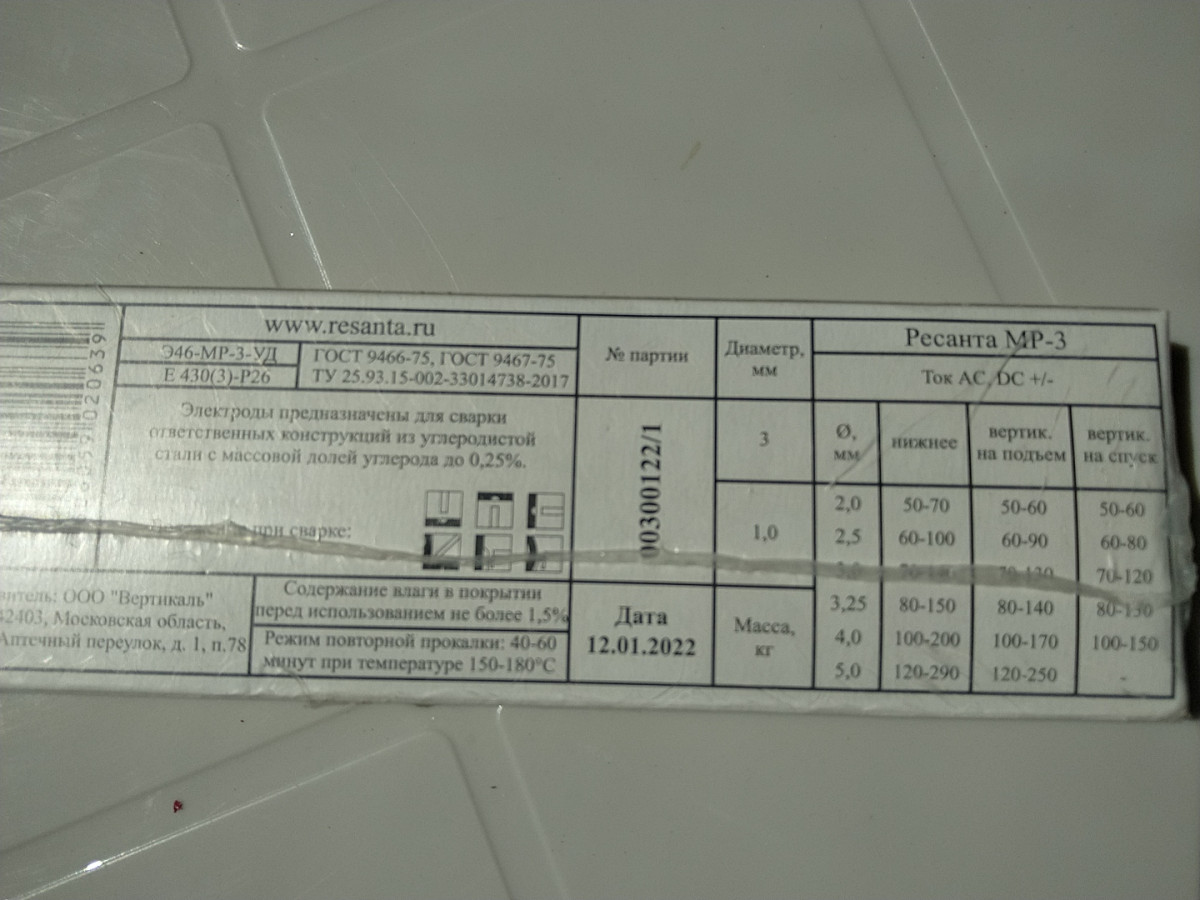 020639
www.resanta.ru
Э46-МР-3-УД
Е 430(3)-Р26
ГОСТ 9466-75, ГОСТ 9467-75
ТУ 25.93.15-002-33014738-2017
Электроды предназначены для сварки
ответственных конструкций из углеродистой
стали с массовой долей углерода до 0,25%.
при сварке:
ООО "Вертикаль"
Московская область,
Аптечный переулок, д. 1, п.78
Содержание влаги в покрытии
перед использованием не более 1,5%
Режим повторной прокалки: 40-60
минут при температуре 150-180°С
№ партии
00300122/1
Дата
12.01.2022
Диаметр,
мм
3
1,0
Масса,
кг
Ресанта МР-3
Ток AC, DC +/-
Ø, мм нижнее вертик. на подъем вертик. на спуск
2,0 50-70 50-60 50-60
2,5 60-100 60-90 60-80
3,0 70-120
3,25 80-150 80-140 80-130
4,0 100-200 100-170 100-150
5,0 120-290 120-250 -